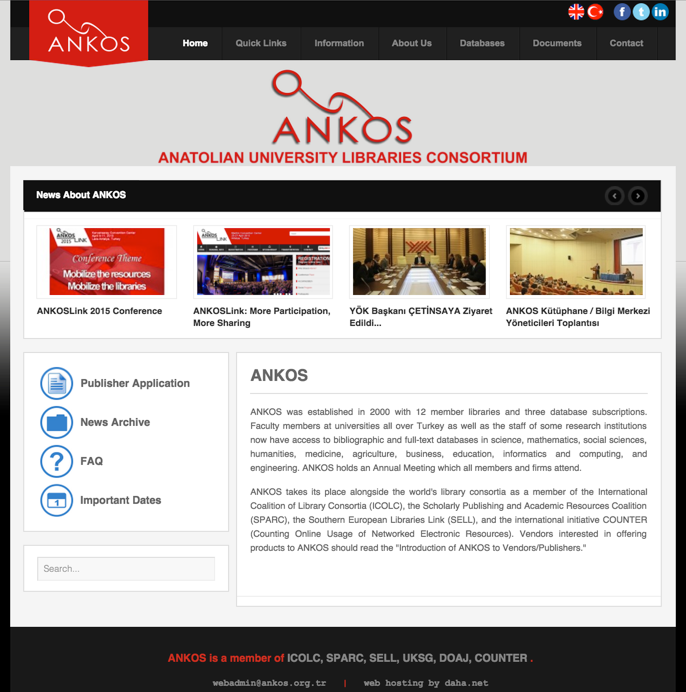 ANKOS
Home
Quick Links
Information
About Us
Databases
Documents
Contact
ANKOS
ANATOLIAN UNIVERSITY LIBRARIES CONSORTIUM
News About ANKOS
ANKOS
2015 LINK
Conference Theme
Mobilize the resources
Mobilize the libraries
ANKOS LINK
ANKOSLink 2015 Conference
ANKOSLink: More Participation,
More Sharing
YÖK Başkanı ÇETİNSAYA Ziyaret
Edildi...
ANKOS Kütüphane / Bilgi Merkezi
Yöneticileri Toplantısı
Publisher Application
News Archive
FAQ
Important Dates
Search...
ANKOS
ANKOS was established in 2000 with 12 member libraries and three database subscriptions.
Faculty members at universities all over Turkey as well as the staff of some research institutions
now have access to bibliographic and full-text databases in science, mathematics, social sciences,
humanities, medicine, agriculture, business, education, informatics and computing, and
engineering. ANKOS holds an Annual Meeting which all members and firms attend.
ANKOS takes its place alongside the world's library consortia as a member of the International
Coalition of Library Consortia (ICOLC), the Scholarly Publishing and Academic Resources Coalition
(SPARC), the Southern European Libraries Link (SELL), and the international initiative COUNTER
(Counting Online Usage of Networked Electronic Resources). Vendors interested in offering
products to ANKOS should read the "Introduction of ANKOS to Vendors/Publishers."
ANKOS is a member of ICOLC, SPARC, SELL, UKSG, DOAJ, COUNTER .
webadmin@ankos.org.tr | web hosting by daha.net